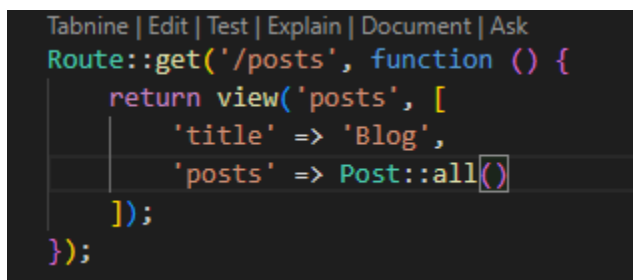 Tabnine | Edit | Test | Explain | Document | Ask
Route::get('/posts', function () {
    return view('posts', [
        'title' => 'Blog',
        'posts' => Post::all()
    ]);
});